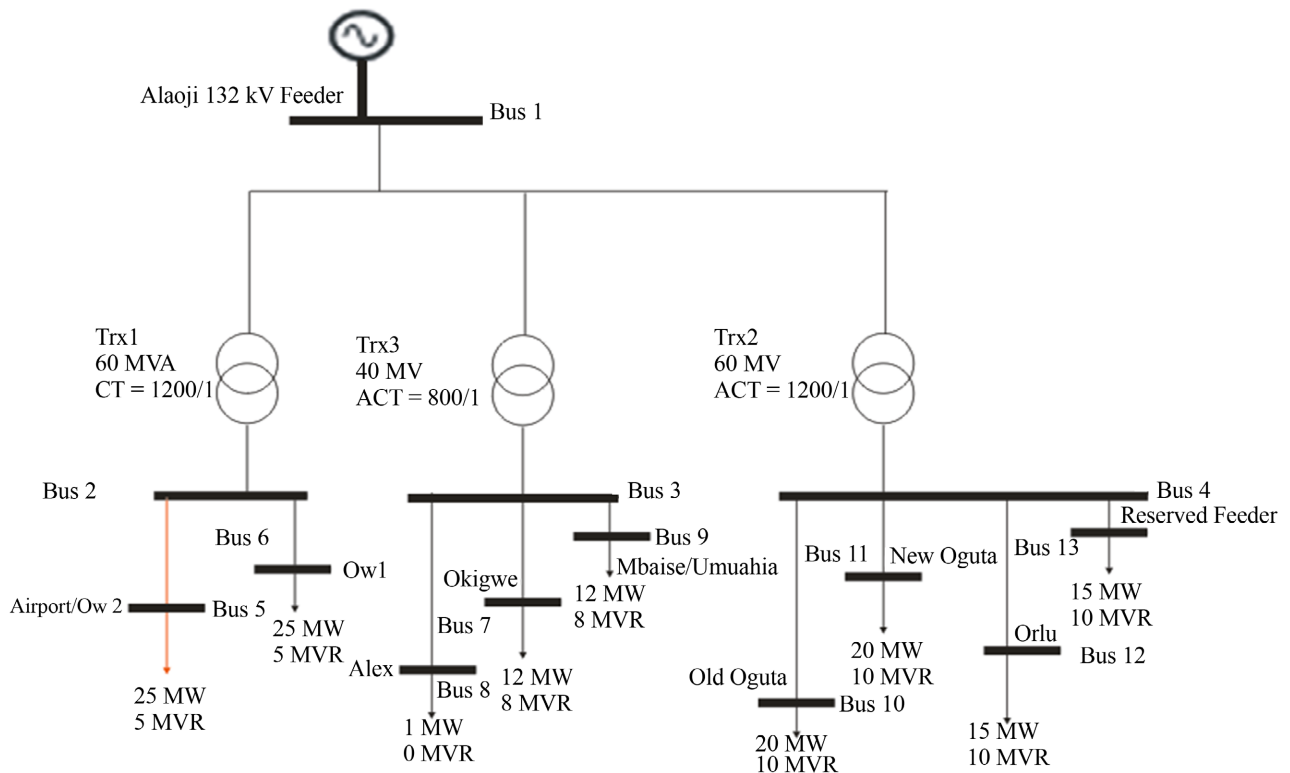 Alaoji 132 kV Feeder
Bus 1
Trx1
60 MVA
CT = 1200/1
Trx3
40 MV
ACT = 800/1
Trx2
60 MV
ACT = 1200/1
Bus 2
Bus 6
Ow1
Airport/Ow 2
Bus 5
25 MW
5 MVR
25 MW
5 MVR
Bus 3
Bus 9
Mbaise/Umuahia
12 MW
8 MVR
Okigwe
Bus 7
12 MW
8 MVR
Alex
Bus 8
1 MW
0 MVR
Bus 4
Reserved Feeder
Bus 13
15 MW
10 MVR
Bus 11
New Oguta
20 MW
10 MVR
Orlu
Bus 12
15 MW
10 MVR
Old Oguta
Bus 10
20 MW
10 MVR